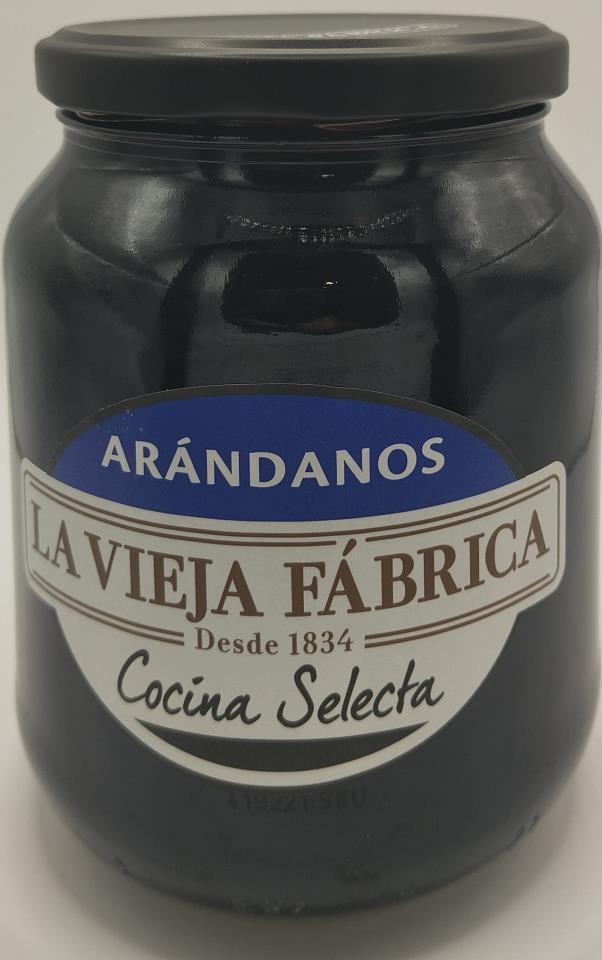 ARÁNDANOS
LA VIEJA FÁBRICA
Desde 1834
Cocina Selecta